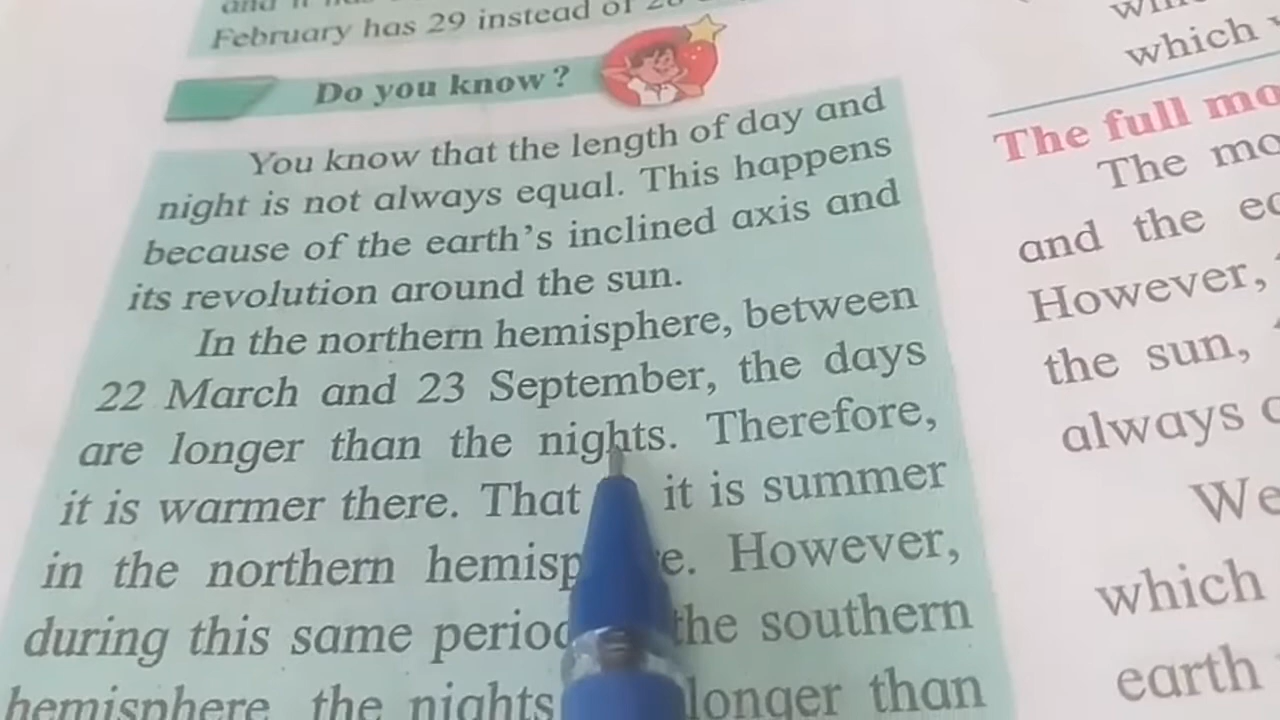 February has 29 instead of
Do you know ?
You know that the length of day and
night is not always equal. This happens
because of the earth's inclined axis and
its revolution around the sun.
In the northern hemisphere, between
22 March and 23 September, the days
are longer than the nights. Therefore,
it is warmer there. That it is summer
in the northern hemisp e. However,
during this same period the southern
hemisphere the nights longer than
which
The full mo
The mo
and the
However,
the sun,
always
We
which
earth